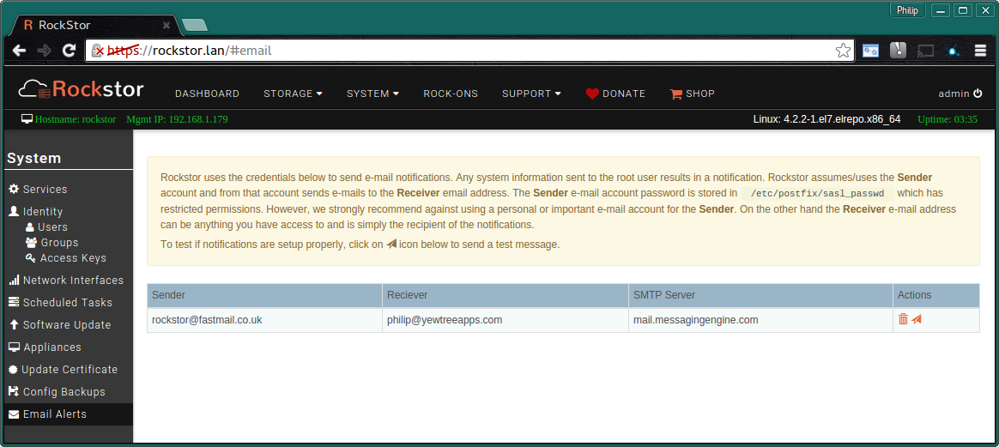 Philip
R RockStor
https://rockstor.lan/#email
Rockstor DASHBOARD STORAGE SYSTEM ROCK-ONS SUPPORT DONATE SHOP admin
Hostname: rockstor Mgmt IP: 192.168.1.179 Linux: 4.2.2-1.el7.elrepo.x86_64 Uptime: 03:35
System
Services
Identity
Users
Groups
Access Keys
Network Interfaces
Scheduled Tasks
Software Update
Appliances
Update Certificate
Config Backups
Email Alerts
Rockstor uses the credentials below to send e-mail notifications. Any system information sent to the root user results in a notification. Rockstor assumes/uses the Sender
account and from that account sends e-mails to the Receiver email address. The Sender e-mail account password is stored in /etc/postfix/sasl_passwd which has
restricted permissions. However, we strongly recommend against using a personal or important e-mail account for the Sender. On the other hand the Receiver e-mail address
can be anything you have access to and is simply the recipient of the notifications.
To test if notifications are setup properly, click on icon below to send a test message.
Sender Reciever SMTP Server Actions
rockstor@fastmail.co.uk philip@yewtreeapps.com mail.messagingengine.com